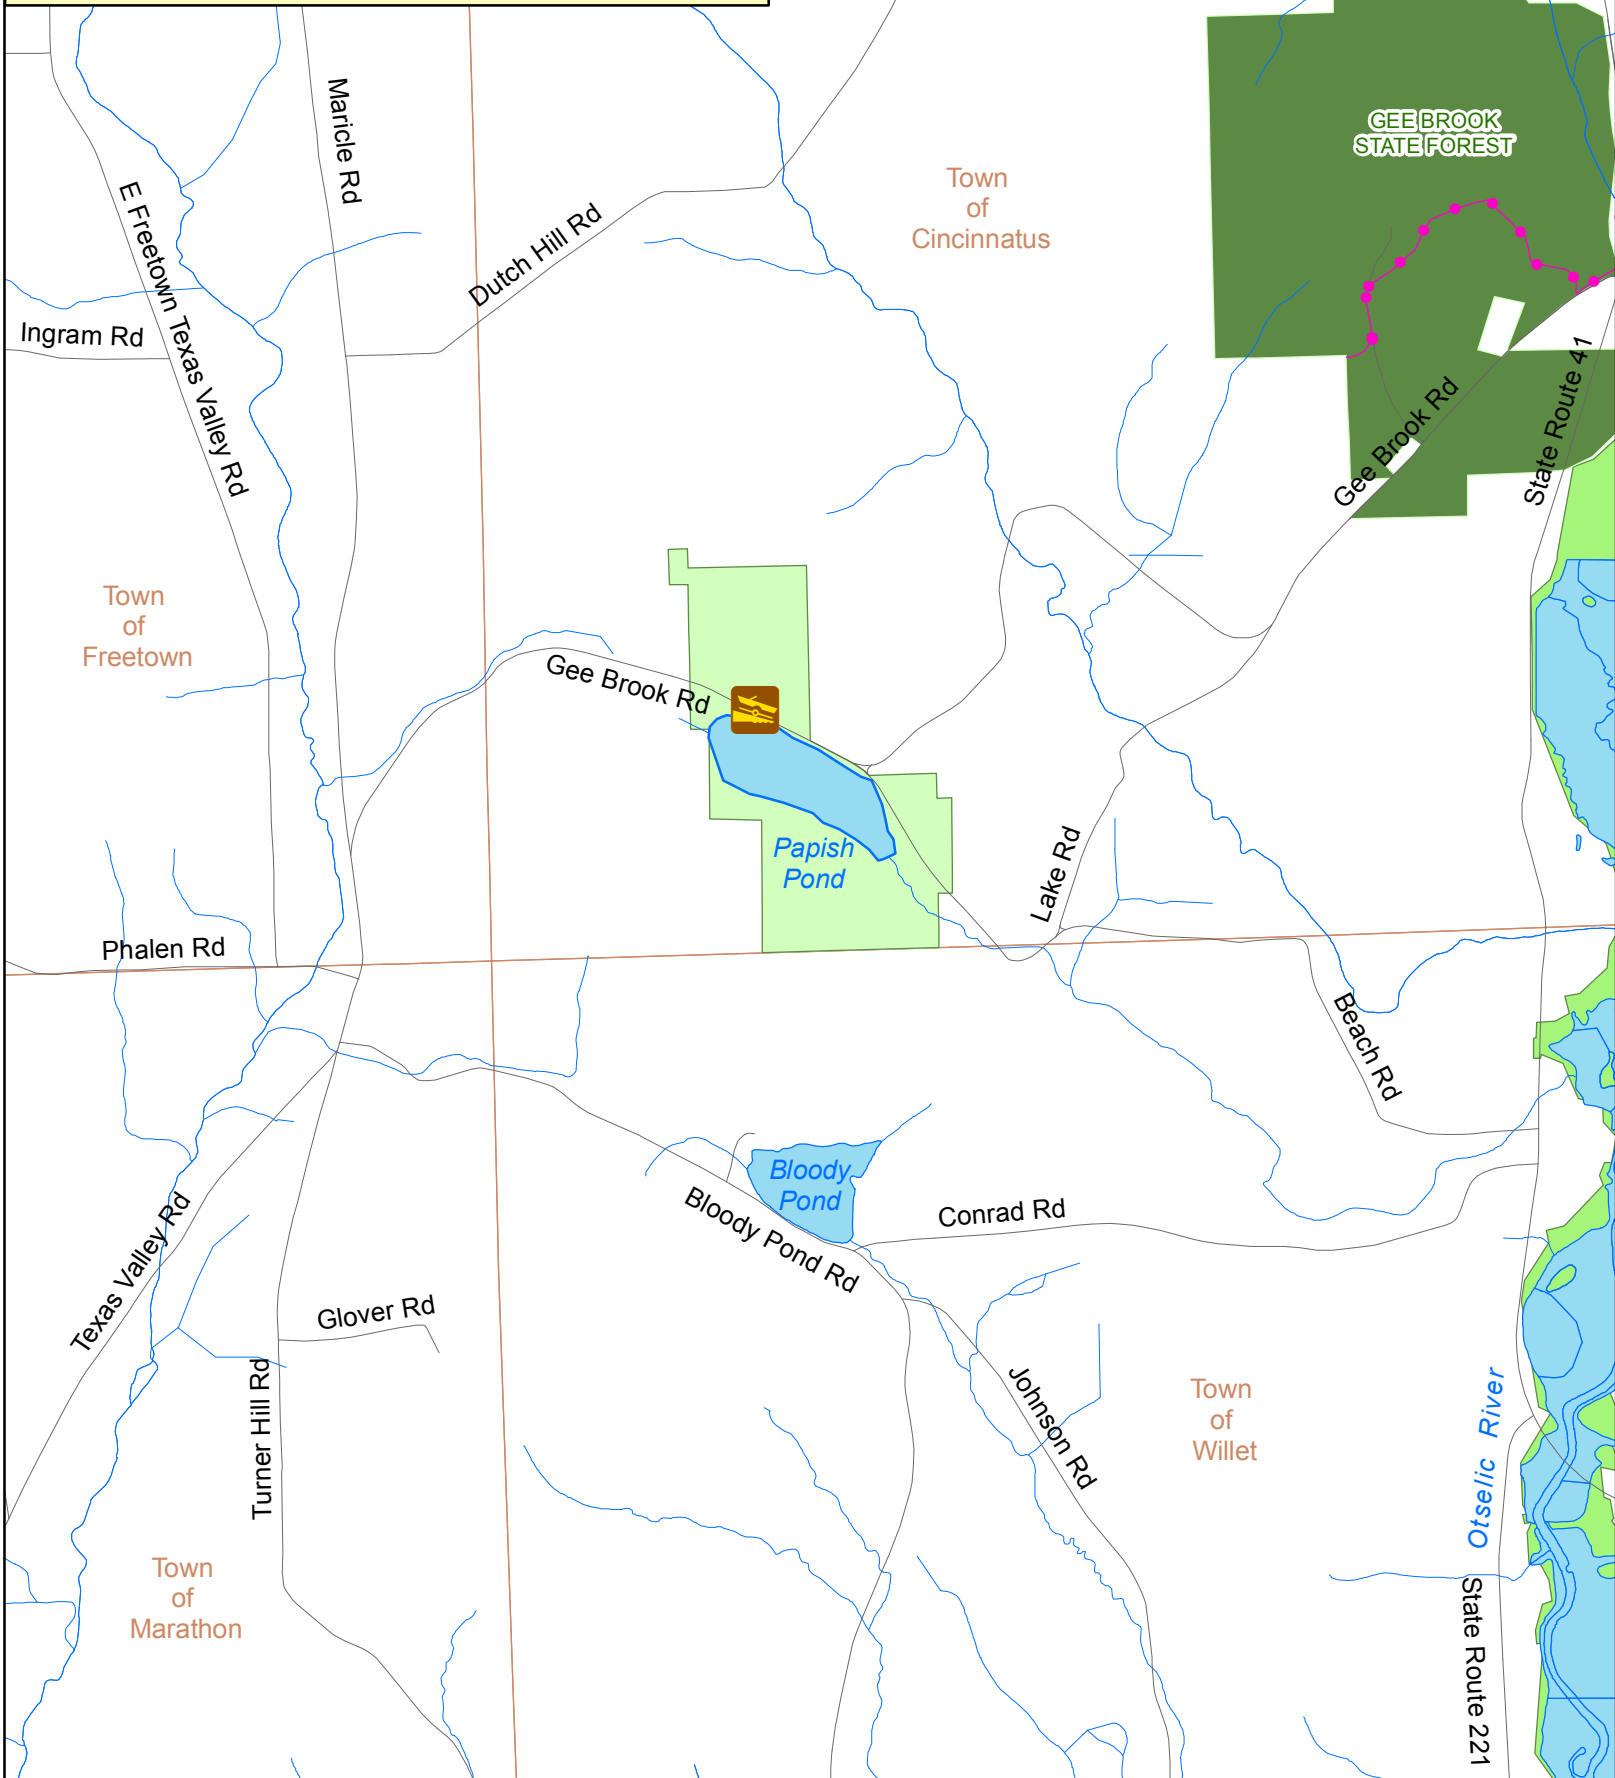 GEE BROOK
STATE FOREST
Maricle Rd
Town
of
Cincinnatus
E Freetown Texas Valley Rd
Dutch Hill Rd
Ingram Rd
State Route 41
Gee Brook Rd
Town
of
Freetown
Gee Brook Rd
Papish
Pond
Lake Rd
Phalen Rd
Beach Rd
Bloody
Pond
Texas Valley Rd
Bloody Pond Rd
Conrad Rd
Glover Rd
Turner Hill Rd
Johnson Rd
Town
of
Willet
Otselic River
Town
of
Marathon
State Route 221